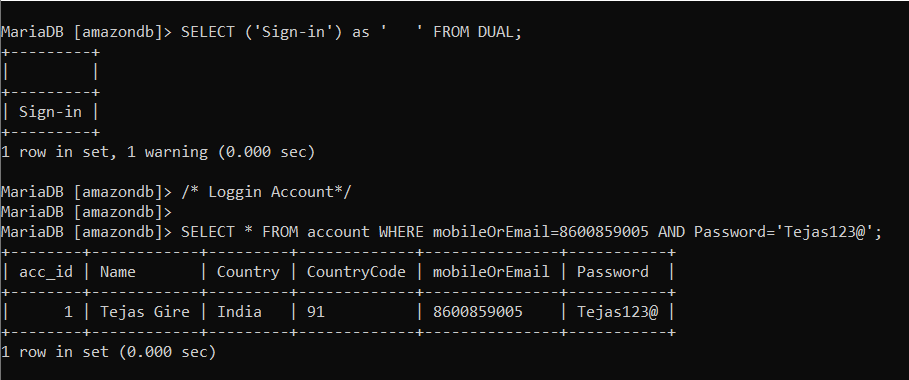 MariaDB [amazondb]> SELECT ('Sign-in') as '   ' FROM DUAL;
+---------+
|         |
+---------+
| Sign-in |
+---------+
1 row in set, 1 warning (0.000 sec)

MariaDB [amazondb]> /* Loggin Account*/
MariaDB [amazondb]>
MariaDB [amazondb]> SELECT * FROM account WHERE mobileOrEmail=8600859005 AND Password='Tejas123@';
+--------+------------+---------+-------------+---------------+-----------+
| acc_id | Name       | Country | CountryCode | mobileOrEmail | Password  |
+--------+------------+---------+-------------+---------------+-----------+
|      1 | Tejas Gire | India   | 91          | 8600859005    | Tejas123@ |
+--------+------------+---------+-------------+---------------+-----------+
1 row in set (0.000 sec)